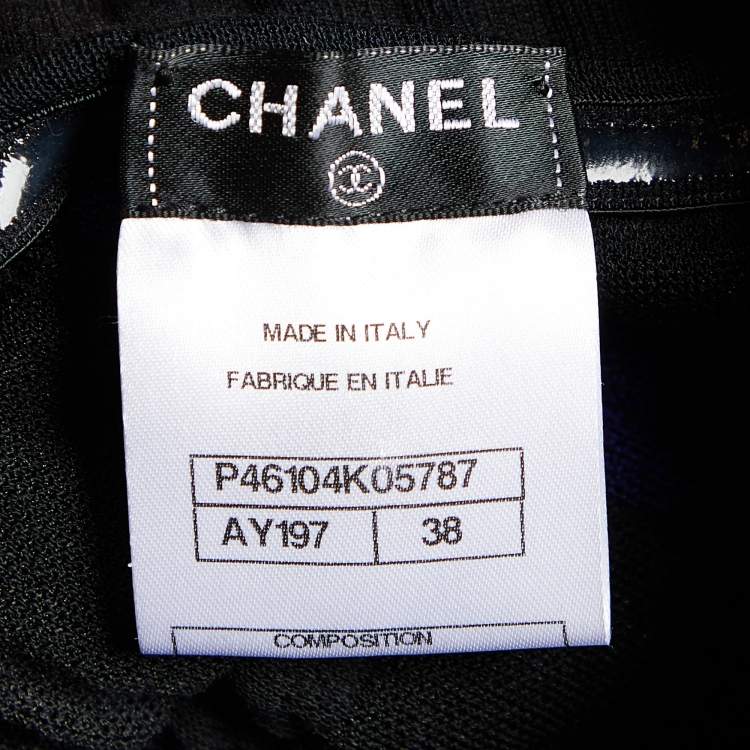 CHANEL
MADE IN ITALY
FABRIQUE EN ITALIE
P46104K05787
AY197 38
COMPOSITION